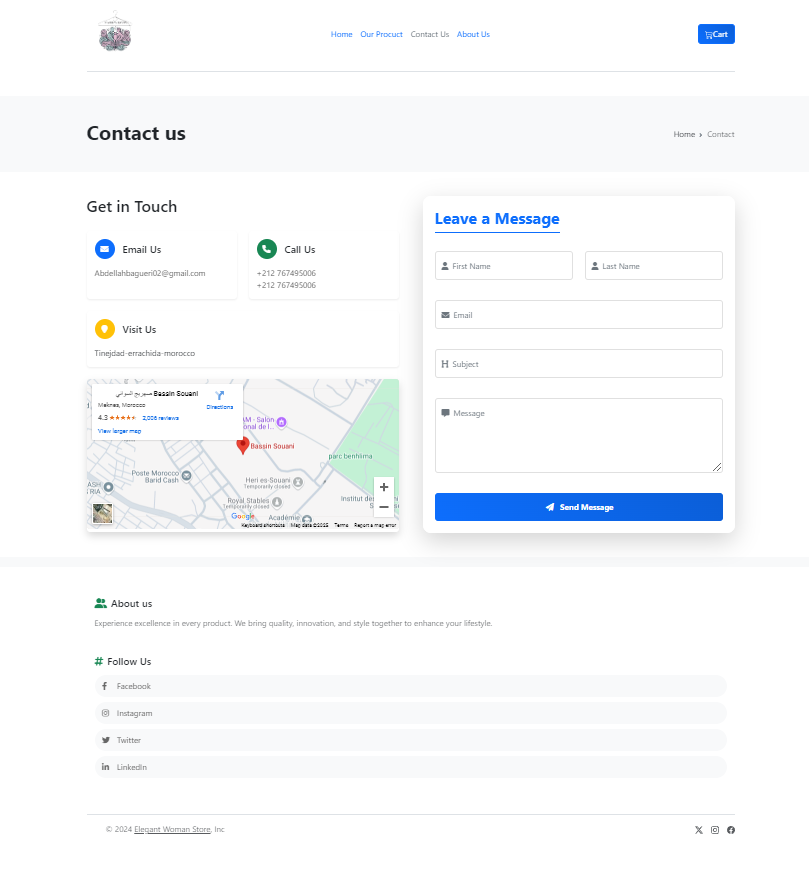 Home Our Procuct Contact Us About Us
Cart
Contact us
Home › Contact
Get in Touch
Email Us
Abdellahbagueri02@gmail.com
Call Us
+212 767495006
+212 767495006
Visit Us
Tinejdad-errachida-morocco
صهريج السواني Bassin Souani
Meknes, Morocco
4.3 ★★★★★ 2,006 reviews
Directions
View larger map
AM - Salon
onal de l...
Bassin Souani
parc benhlima
Poste Morocco
Barid Cash
ASH
RIA
Heri es-Souani
Temporarily closed
Royal Stables
Temporarily closed
Institut de
Académie
Google
Keyboard shortcuts Map data ©2025 Terms Report a map error
Leave a Message
First Name
Last Name
Email
Subject
Message
Send Message
About us
Experience excellence in every product. We bring quality, innovation, and style together to enhance your lifestyle.
# Follow Us
Facebook
Instagram
Twitter
LinkedIn
© 2024 Elegant Woman Store, Inc